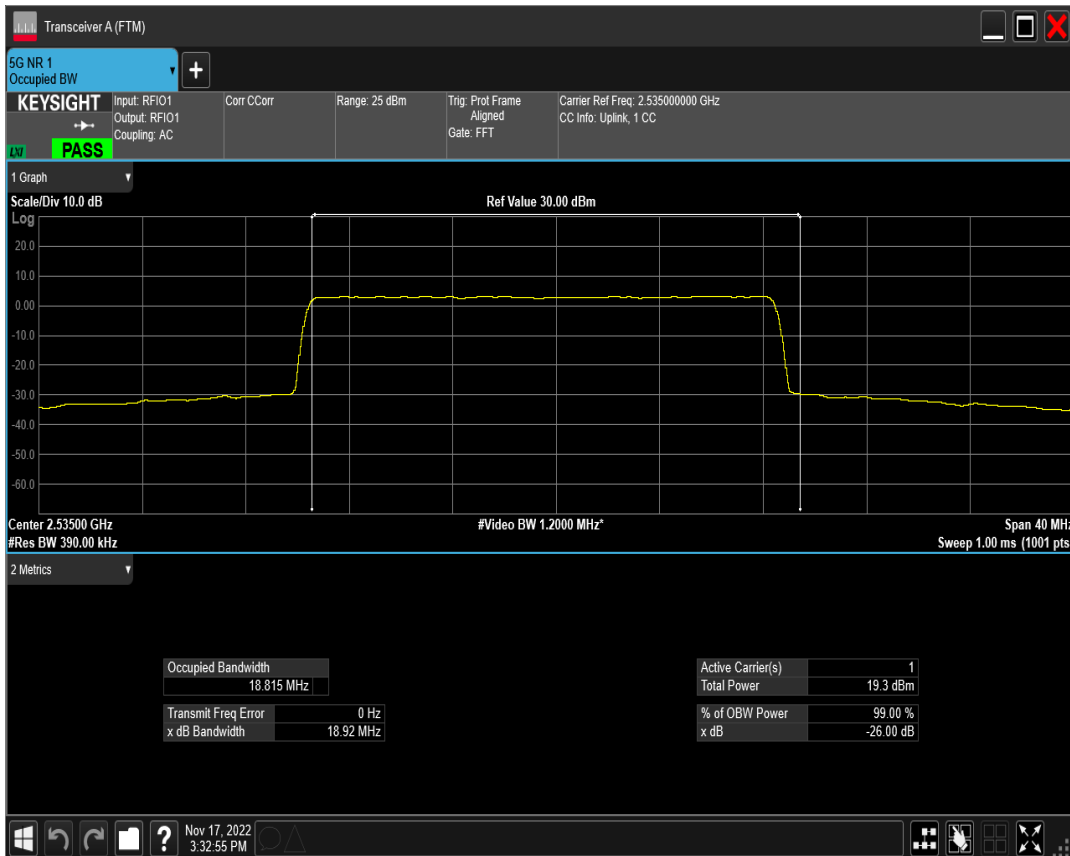 Transceiver A (FTM)
5G NR 1
Occupied BW
+
KEYSIGHT
LXI
PASS
Input: RFIO1
Output: RFIO1
Coupling: AC
Corr CCorr
Range: 25 dBm
Trig: Prot Frame
Aligned
Gate: FFT
Carrier Ref Freq: 2.535000000 GHz
CC Info: Uplink, 1 CC
1 Graph
Scale/Div 10.0 dB
Ref Value 30.00 dBm
Log
20.0
10.0
0.00
-10.0
-20.0
-30.0
-40.0
-50.0
-60.0
Center 2.53500 GHz
#Video BW 1.2000 MHz*
Span 40 MHz
#Res BW 390.00 kHz
Sweep 1.00 ms (1001 pts
2 Metrics
Occupied Bandwidth
18.815 MHz
Transmit Freq Error 0 Hz
x dB Bandwidth 18.92 MHz
Active Carrier(s) 1
Total Power 19.3 dBm
% of OBW Power 99.00 %
x dB -26.00 dB
?
Nov 17, 2022
3:32:55 PM